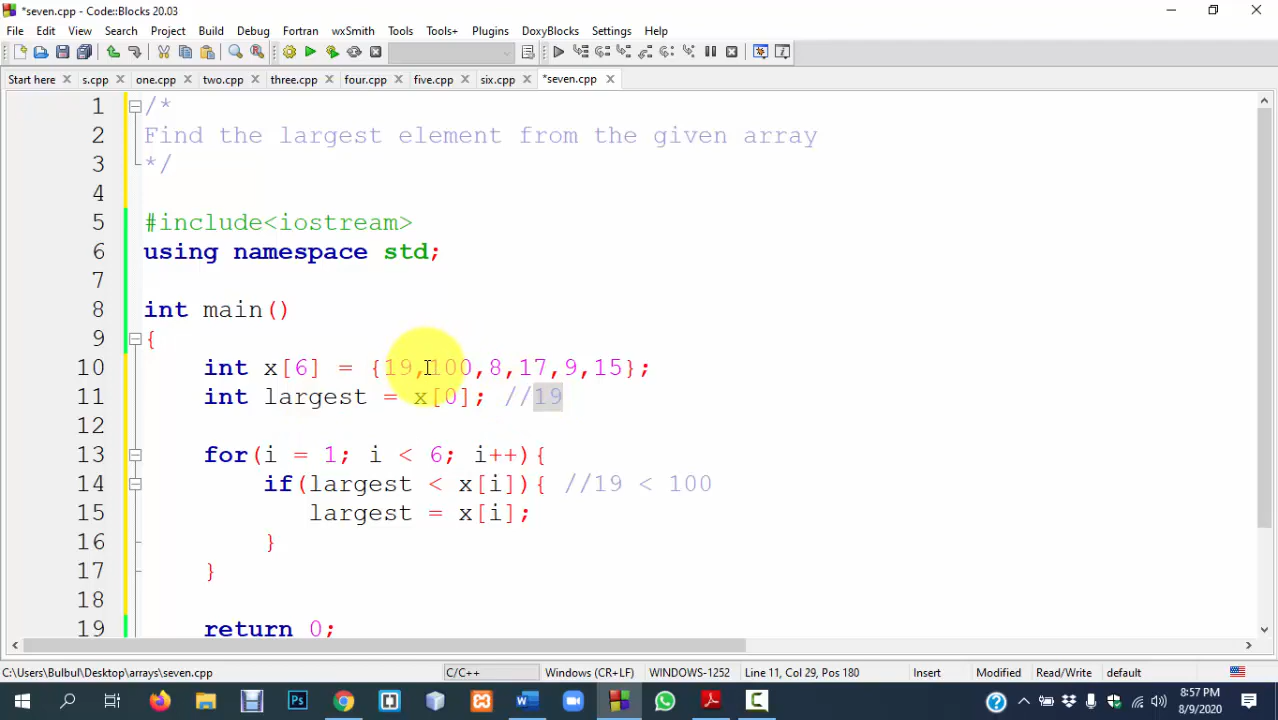 *seven.cpp - Code::Blocks 20.03
File Edit View Search Project Build Debug Fortran wxSmith Tools Tools+ Plugins DoxyBlocks Settings Help
Start here s.cpp one.cpp two.cpp three.cpp four.cpp five.cpp six.cpp *seven.cpp
1 /*
2 Find the largest element from the given array
3 */
4
5 #include<iostream>
6 using namespace std;
7
8 int main()
9 {
10 int x[6] = {19,100,8,17,9,15};
11 int largest = x[0]; //19
12
13 for(i = 1; i < 6; i++){
14 if(largest < x[i]){ //19 < 100
15 largest = x[i];
16 }
17 }
18
19 return 0;
C:\Users\Bulbul\Desktop\arrays\seven.cpp C/C++ Windows (CR+LF) WINDOWS-1252 Line 11, Col 29, Pos 180 Insert Modified Read/Write default
8:57 PM
8/9/2020